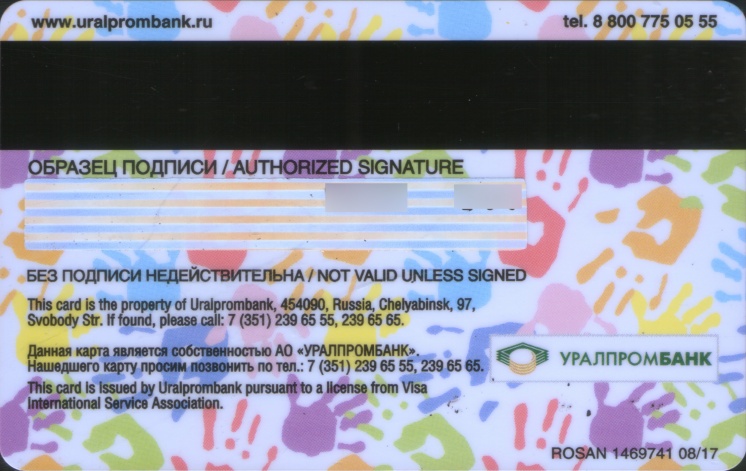 www.uralprombank.ru
tel. 8 800 775 05 55
ОБРАЗЕЦ ПОДПИСИ / AUTHORIZED SIGNATURE
БЕЗ ПОДПИСИ НЕДЕЙСТВИТЕЛЬНА / NOT VALID UNLESS SIGNED
This card is the property of Uralprombank, 454090, Russia, Chelyabinsk, 97,
Svobody Str. If found, please call: 7 (351) 239 65 55, 239 65 65.
Данная карта является собственностью АО «УРАЛПРОМБАНК».
Нашедшего карту просим позвонить по тел.: 7 (351) 239 65 55, 239 65 65.
УРАЛПРОМБАНК
This card is issued by Uralprombank pursuant to a license from Visa
International Service Association.
ROSAN 1469741 08/17